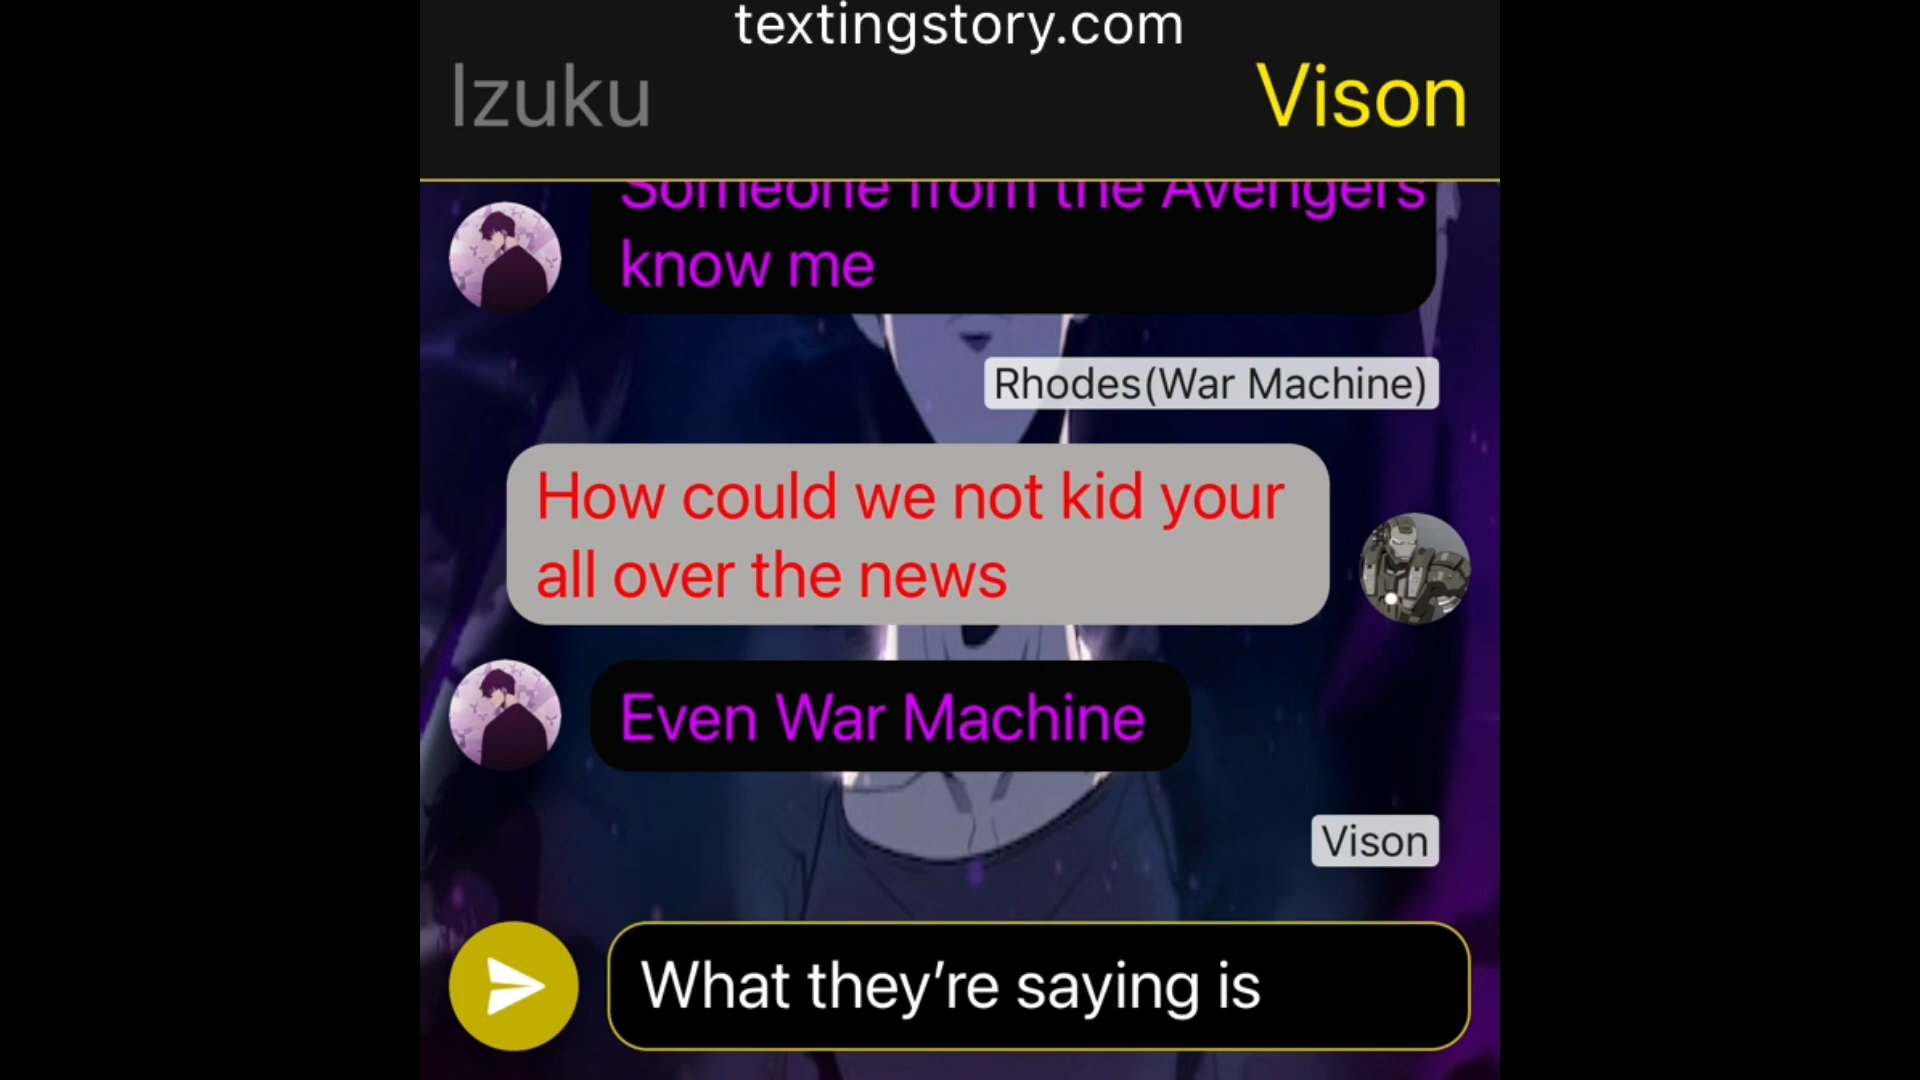 textingstory.com
Izuku
Vison
Someone from the Avengers
know me
Rhodes(War Machine)
How could we not kid your
all over the news
Even War Machine
Vison
What they’re saying is